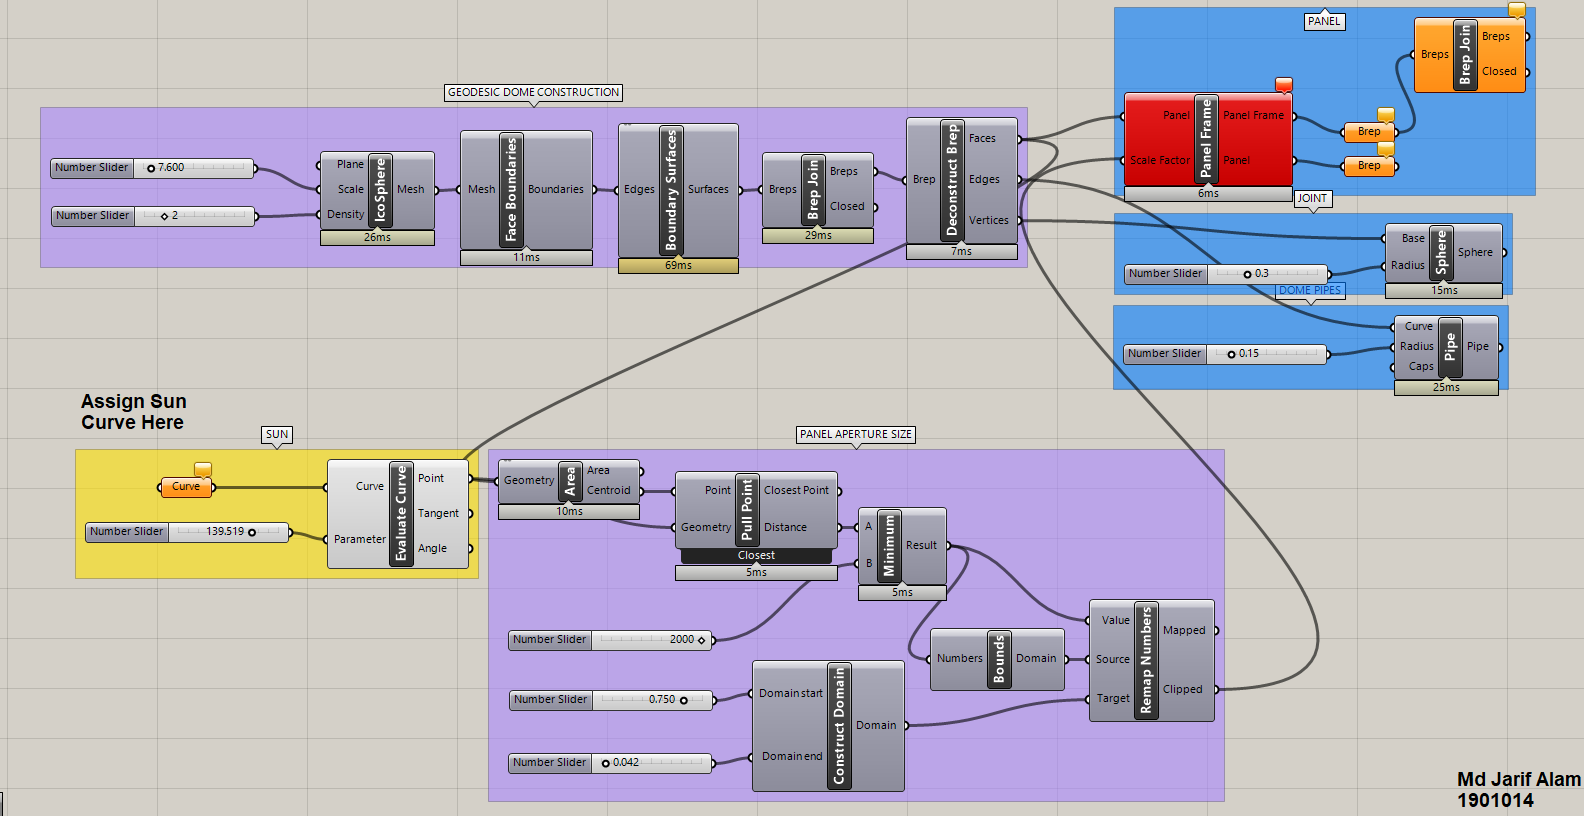 PANEL
Breps
Breps
Brep Join
Closed
Panel
Panel Frame
Panel Frame
Scale Factor
Panel
6ms
Brep
Brep
GEODESIC DOME CONSTRUCTION
Number Slider
7.600
Number Slider
2
Plane
Scale
Density
IcoSphere
Mesh
26ms
Mesh
Face Boundaries
Boundaries
11ms
Edges
Boundary Surfaces
Surfaces
69ms
Breps
Brep Join
Breps
Closed
29ms
Brep
Deconstruct Brep
Faces
Edges
Vertices
7ms
JOINT
Number Slider
0.3
Base
Radius
Sphere
Sphere
15ms
DOME PIPES
Number Slider
0.15
Curve
Radius
Caps
Pipe
Pipe
25ms
Assign Sun
Curve Here
SUN
Curve
Number Slider
139.519
Curve
Parameter
Evaluate Curve
Point
Tangent
Angle
PANEL APERTURE SIZE
Geometry
Area
Area
Centroid
10ms
Point
Geometry
Pull Point
Closest Point
Distance
Closest
5ms
A
B
Minimum
Result
5ms
Number Slider
2000
Number Slider
0.750
Number Slider
0.042
Domain start
Domain end
Construct Domain
Domain
Numbers
Bounds
Domain
Value
Source
Target
Remap Numbers
Mapped
Clipped
Md Jarif Alam
1901014